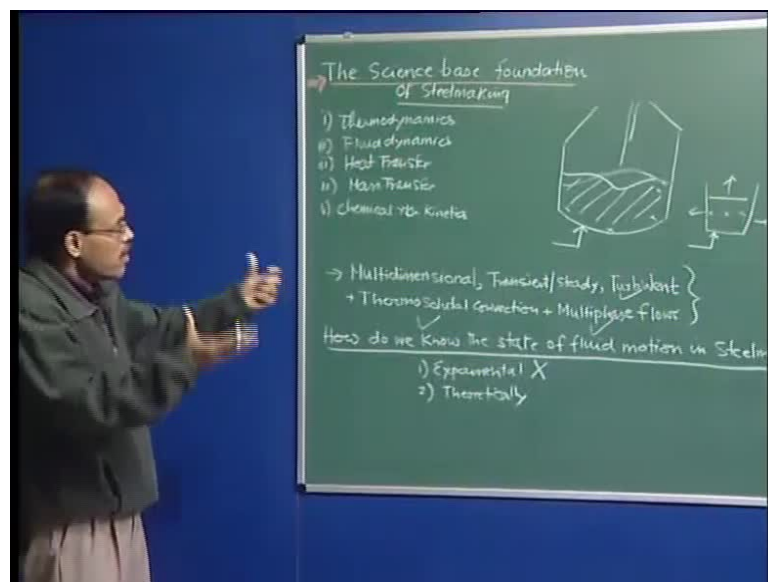 → The Science base foundation
Of Steelmaking
i) Thermodynamics
ii) Fluid dynamics
iii) Heat Transfer
iv) Mass Transfer
v) Chemical Kinetics
→ Multidimensional, Transient/steady, Turbulent
+ Thermosolutal Convection + Multiphase flows
How do we know the state of fluid motion in Steelm
1) Expamental X
2) Theoretically